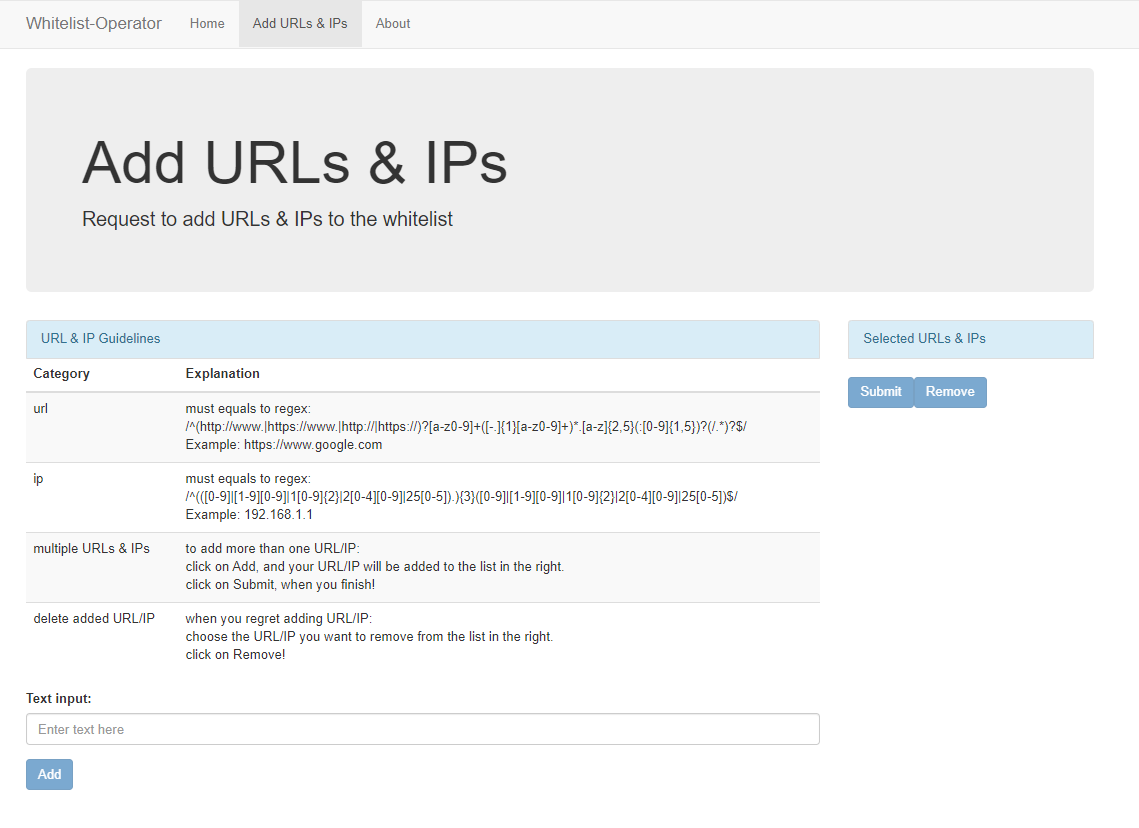 Whitelist-Operator Home Add URLs & IPs About
Add URLs & IPs
Request to add URLs & IPs to the whitelist
URL & IP Guidelines
Category Explanation
url must equals to regex:
/^(http://www.|https://www.|http://|https://)?[a-z0-9]+([-.]{1}[a-z0-9]+)*.[a-z]{2,5}(:[0-9]{1,5})?(/.*)?$/
Example: https://www.google.com
ip must equals to regex:
/^(([0-9]|[1-9][0-9]|1[0-9]{2}|2[0-4][0-9]|25[0-5]).){3}([0-9]|[1-9][0-9]|1[0-9]{2}|2[0-4][0-9]|25[0-5])$/
Example: 192.168.1.1
multiple URLs & IPs to add more than one URL/IP:
click on Add, and your URL/IP will be added to the list in the right.
click on Submit, when you finish!
delete added URL/IP when you regret adding URL/IP:
choose the URL/IP you want to remove from the list in the right.
click on Remove!
Text input:
Enter text here
Add
Selected URLs & IPs
Submit Remove